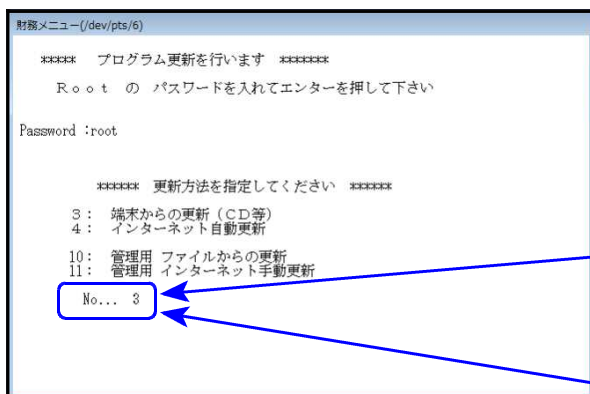 財務メニュー(/dev/pts/6)
***** プログラム更新を行います *******
Ｒｏｏｔ の パスワードを入れてエンターを押して下さい
Password :root
****** 更新方法を指定してください ******
3： 端末からの更新（ＣＤ等）
4： インターネット自動更新
10： 管理用 ファイルからの更新
11： 管理用 インターネット手動更新
No... 3